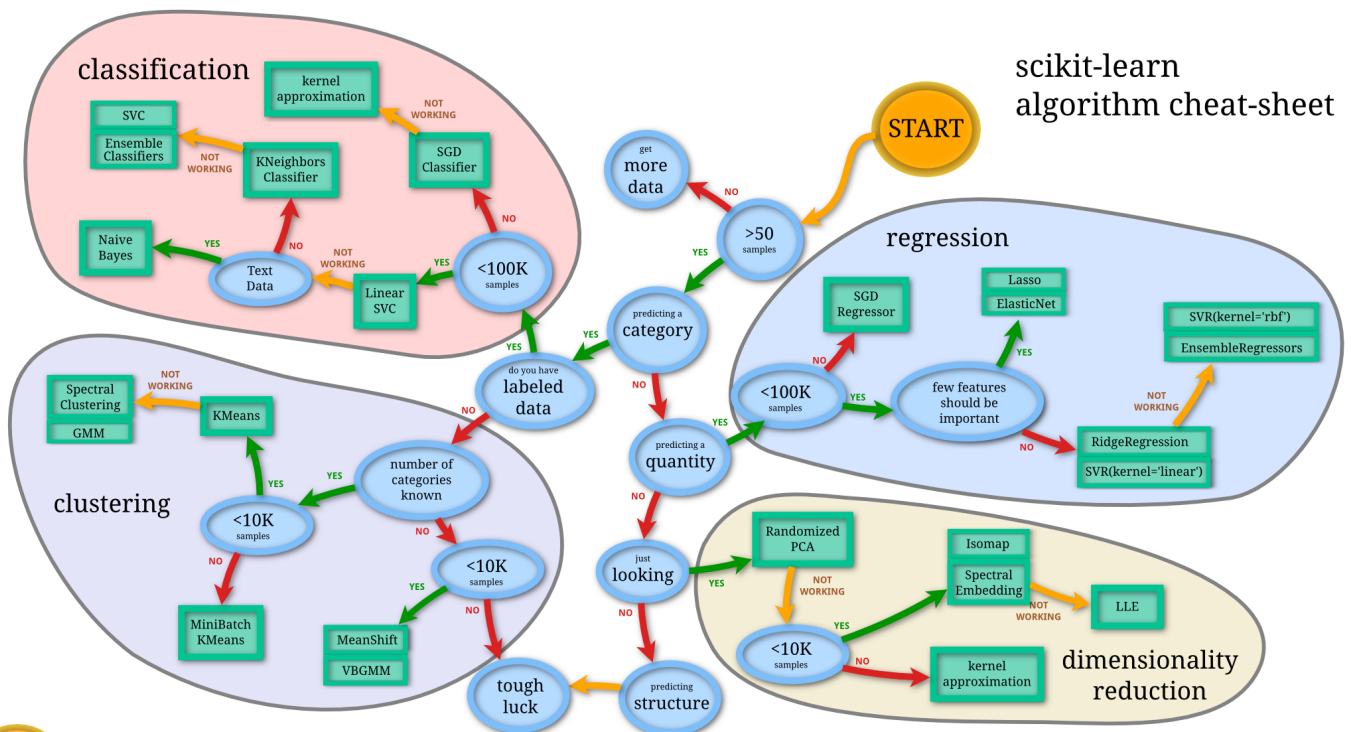 scikit-learn
algorithm cheat-sheet
START
get
more
data
NO
>50
samples
YES
predicting a
category
YES
NO
do you have
labeled
data
YES
NO
predicting a
quantity
YES
NO
just
looking
YES
NO
predicting
structure
tough
luck
classification
kernel
approximation
NOT
WORKING
SGD
Classifier
NO
<100K
samples
YES
Linear
SVC
NOT
WORKING
Text
Data
YES
Naive
Bayes
NO
KNeighbors
Classifier
NOT
WORKING
SVC
Ensemble
Classifiers
regression
<100K
samples
NO
SGD
Regressor
YES
few features
should be
important
YES
Lasso
ElasticNet
NO
RidgeRegression
SVR(kernel='linear')
NOT
WORKING
SVR(kernel='rbf')
EnsembleRegressors
clustering
number of
categories
known
YES
<10K
samples
YES
KMeans
NOT
WORKING
Spectral
Clustering
GMM
NO
MiniBatch
KMeans
NO
<10K
samples
YES
MeanShift
VBGMM
NO
dimensionality
reduction
Randomized
PCA
NOT
WORKING
<10K
samples
YES
Isomap
Spectral
Embedding
NOT
WORKING
LLE
NO
kernel
approximation